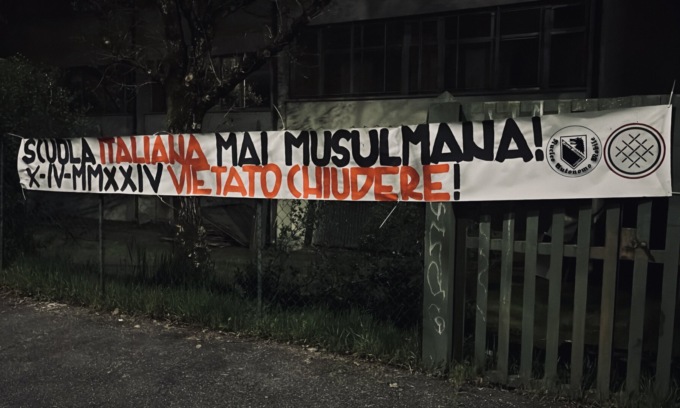 SCUOLA ITALIANA MAI MUSULMANA!
X-IV-MMXXIV VIETATO CHIUDERE!